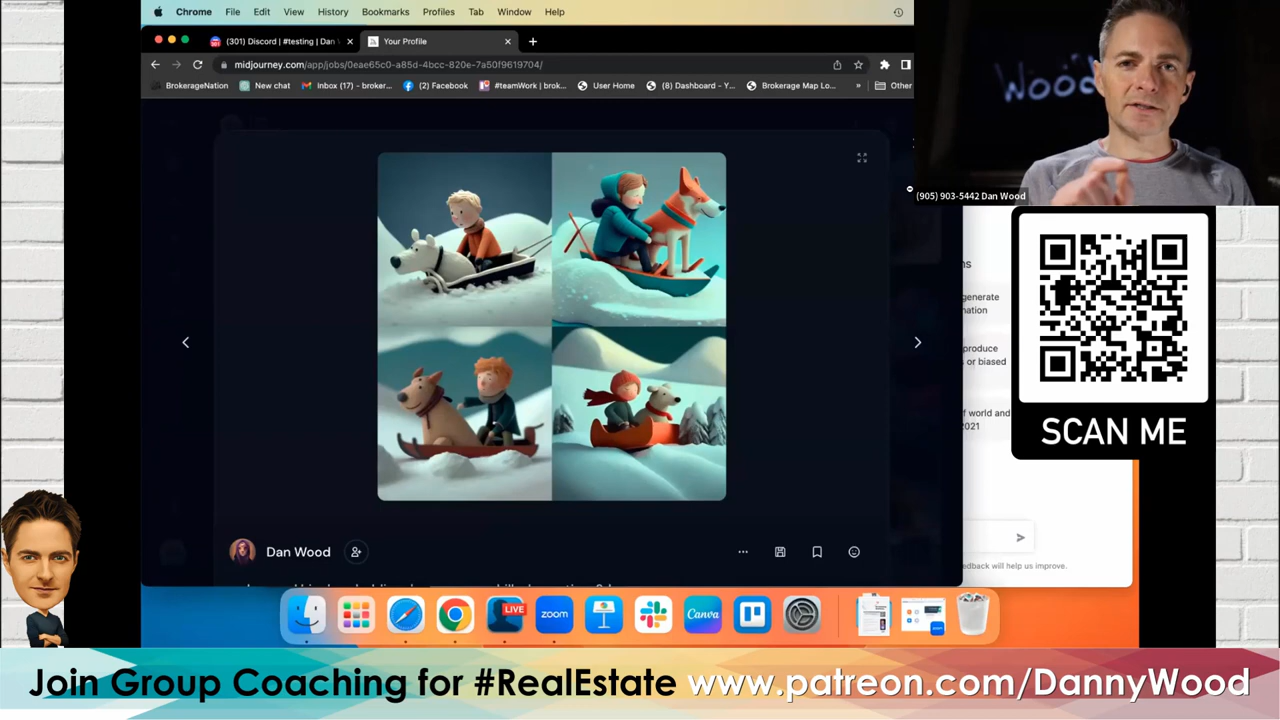 Chrome File Edit View History Bookmarks Profiles Tab Window Help
(301) Discord | #testing | Dan
Your Profile
midjourney.com/app/jobs/0eae65c0-a85d-4bcc-820e-7a50f9619704/
BrokerageNation New chat Inbox (17) - broker... (2) Facebook #teamWork | brok... User Home (8) Dashboard - Y... Brokerage Map Lo... » Other
Wood
(905) 903-5442 Dan Wood
ns
generate
nation
produce
s or biased
f world and
2021
SCAN ME
Dan Wood
edback will help us improve.
LIVE
zoom
Canva
Join Group Coaching for #RealEstate www.patreon.com/DannyWood